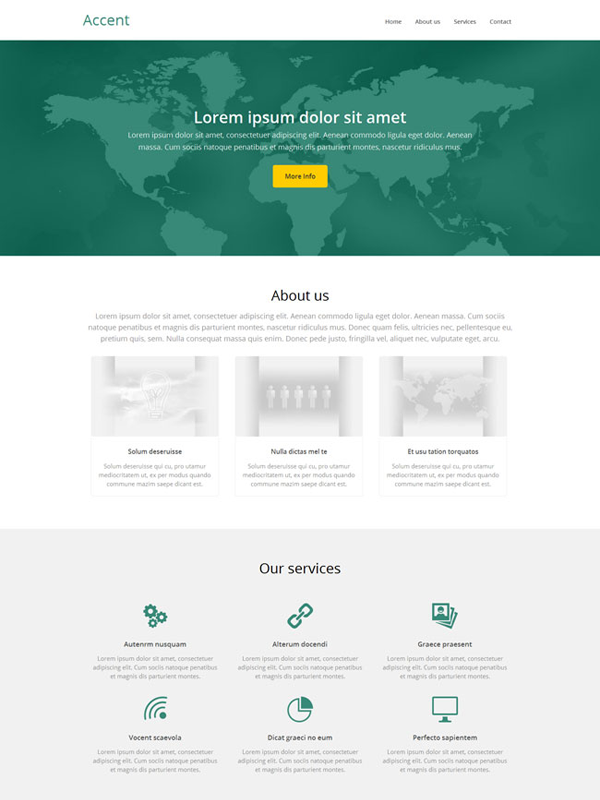 Accent
Home About us Services Contact
Lorem ipsum dolor sit amet
Lorem ipsum dolor sit amet, consectetuer adipiscing elit. Aenean commodo ligula eget dolor. Aenean
massa. Cum sociis natoque penatibus et magnis dis parturient montes, nascetur ridiculus mus.
More Info
About us
Lorem ipsum dolor sit amet, consectetuer adipiscing elit. Aenean commodo ligula eget dolor. Aenean massa. Cum sociis
natoque penatibus et magnis dis parturient montes, nascetur ridiculus mus. Donec quam felis, ultricies nec, pellentesque eu,
pretium quis, sem. Nulla consequat massa quis enim. Donec pede justo, fringilla vel, aliquet nec, vulputate eget, arcu.
Solum deseruisse
Solum deseruisse qui cu, pro utamur
mediocritatem ut, ex per modus quando
commune mazim saepe dicant est.
Nulla dictas mel te
Solum deseruisse qui cu, pro utamur
mediocritatem ut, ex per modus quando
commune mazim saepe dicant est.
Et usu tation torquatos
Solum deseruisse qui cu, pro utamur
mediocritatem ut, ex per modus quando
commune mazim saepe dicant est.
Our services
Autenrm nusquam
Lorem ipsum dolor sit amet, consectetuer
adipiscing elit. Cum sociis natoque penatibus
et magnis dis parturient montes.
Alterum docendi
Lorem ipsum dolor sit amet, consectetuer
adipiscing elit. Cum sociis natoque penatibus
et magnis dis parturient montes.
Graece praesent
Lorem ipsum dolor sit amet, consectetuer
adipiscing elit. Cum sociis natoque penatibus
et magnis dis parturient montes.
Vocent scaevola
Lorem ipsum dolor sit amet, consectetuer
adipiscing elit. Cum sociis natoque penatibus
et magnis dis parturient montes.
Dicat graeci no eum
Lorem ipsum dolor sit amet, consectetuer
adipiscing elit. Cum sociis natoque penatibus
et magnis dis parturient montes.
Perfecto sapientem
Lorem ipsum dolor sit amet, consectetuer
adipiscing elit. Cum sociis natoque penatibus
et magnis dis parturient montes.